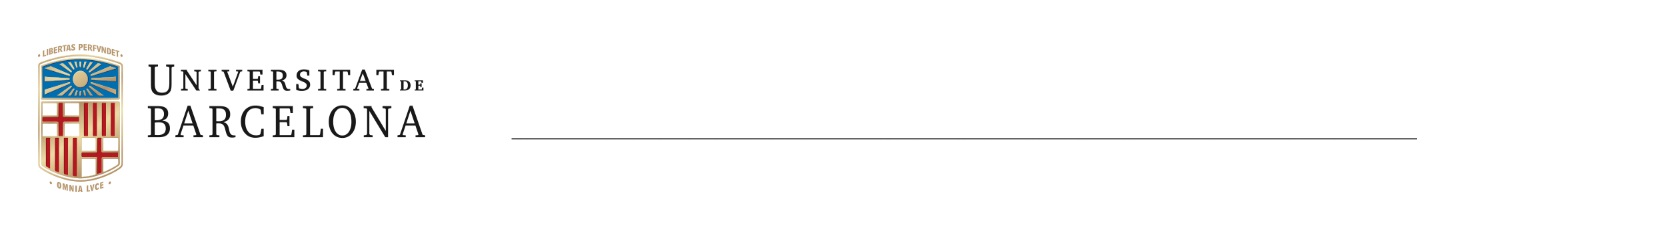 · LIBERTAS PERFVNDET ·
UNIVERSITAT DE
BARCELONA
· OMNIA LVCE ·